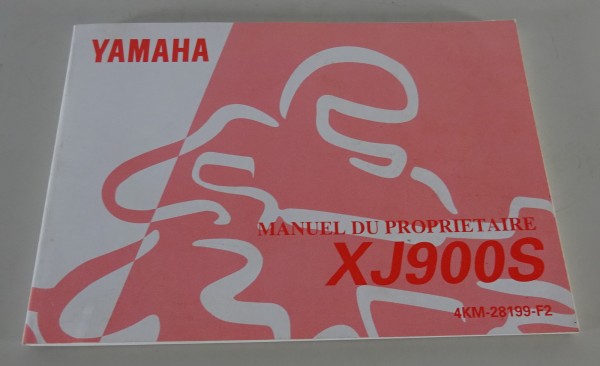 YAMAHA
MANUEL DU PROPRIETAIRE
XJ900S
4KM-28199-F2